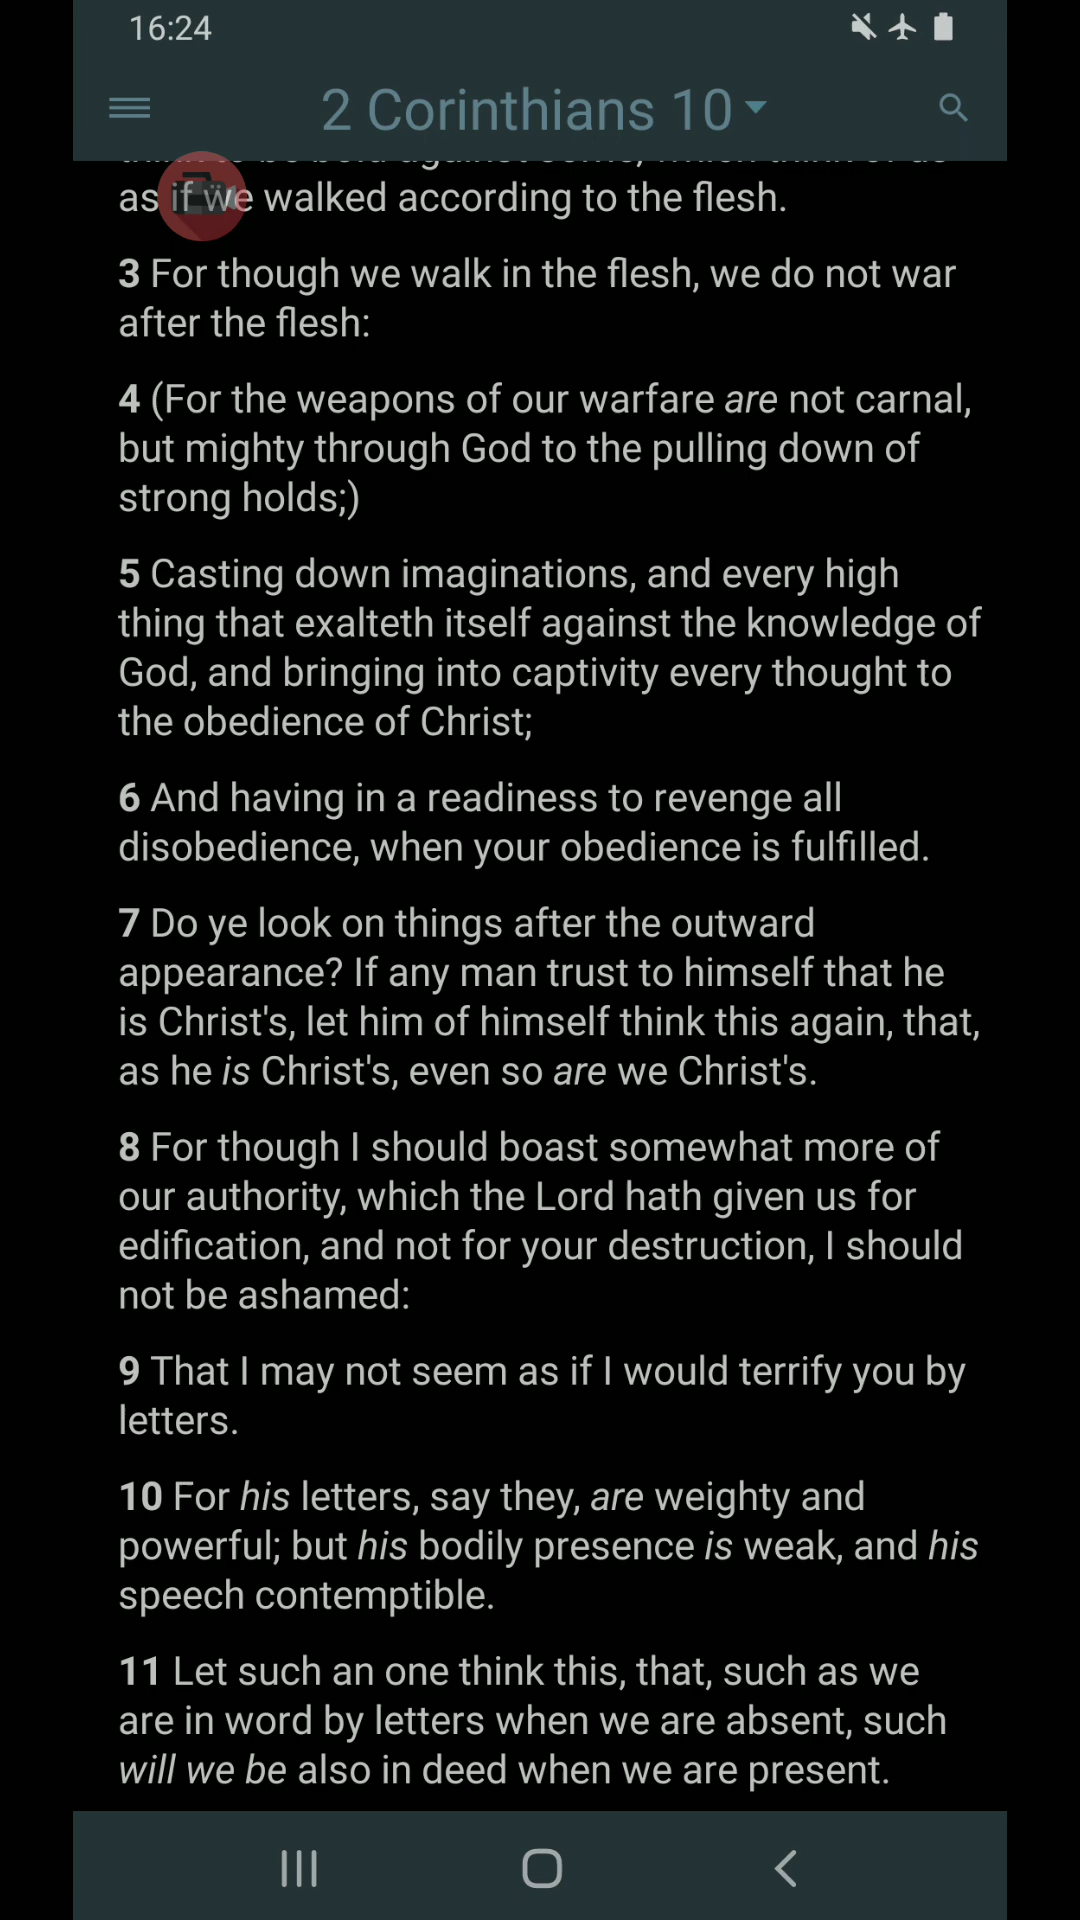 16:24
2 Corinthians 10
as if we walked according to the flesh.
3 For though we walk in the flesh, we do not war
after the flesh:
4 (For the weapons of our warfare are not carnal,
but mighty through God to the pulling down of
strong holds;)
5 Casting down imaginations, and every high
thing that exalteth itself against the knowledge of
God, and bringing into captivity every thought to
the obedience of Christ;
6 And having in a readiness to revenge all
disobedience, when your obedience is fulfilled.
7 Do ye look on things after the outward
appearance? If any man trust to himself that he
is Christ's, let him of himself think this again, that,
as he is Christ's, even so are we Christ's.
8 For though I should boast somewhat more of
our authority, which the Lord hath given us for
edification, and not for your destruction, I should
not be ashamed:
9 That I may not seem as if I would terrify you by
letters.
10 For his letters, say they, are weighty and
powerful; but his bodily presence is weak, and his
speech contemptible.
11 Let such an one think this, that, such as we
are in word by letters when we are absent, such
will we be also in deed when we are present.